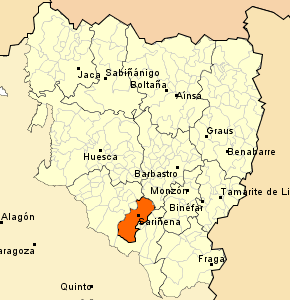 Jaca
Sabiñánigo
Boltaña
Aínsa
Graus
Benabarre
Huesca
Barbastro
Monzón
Tamarite de Li
Binéfar
Sariñena
Alagón
aragoza
Fraga
Quinto